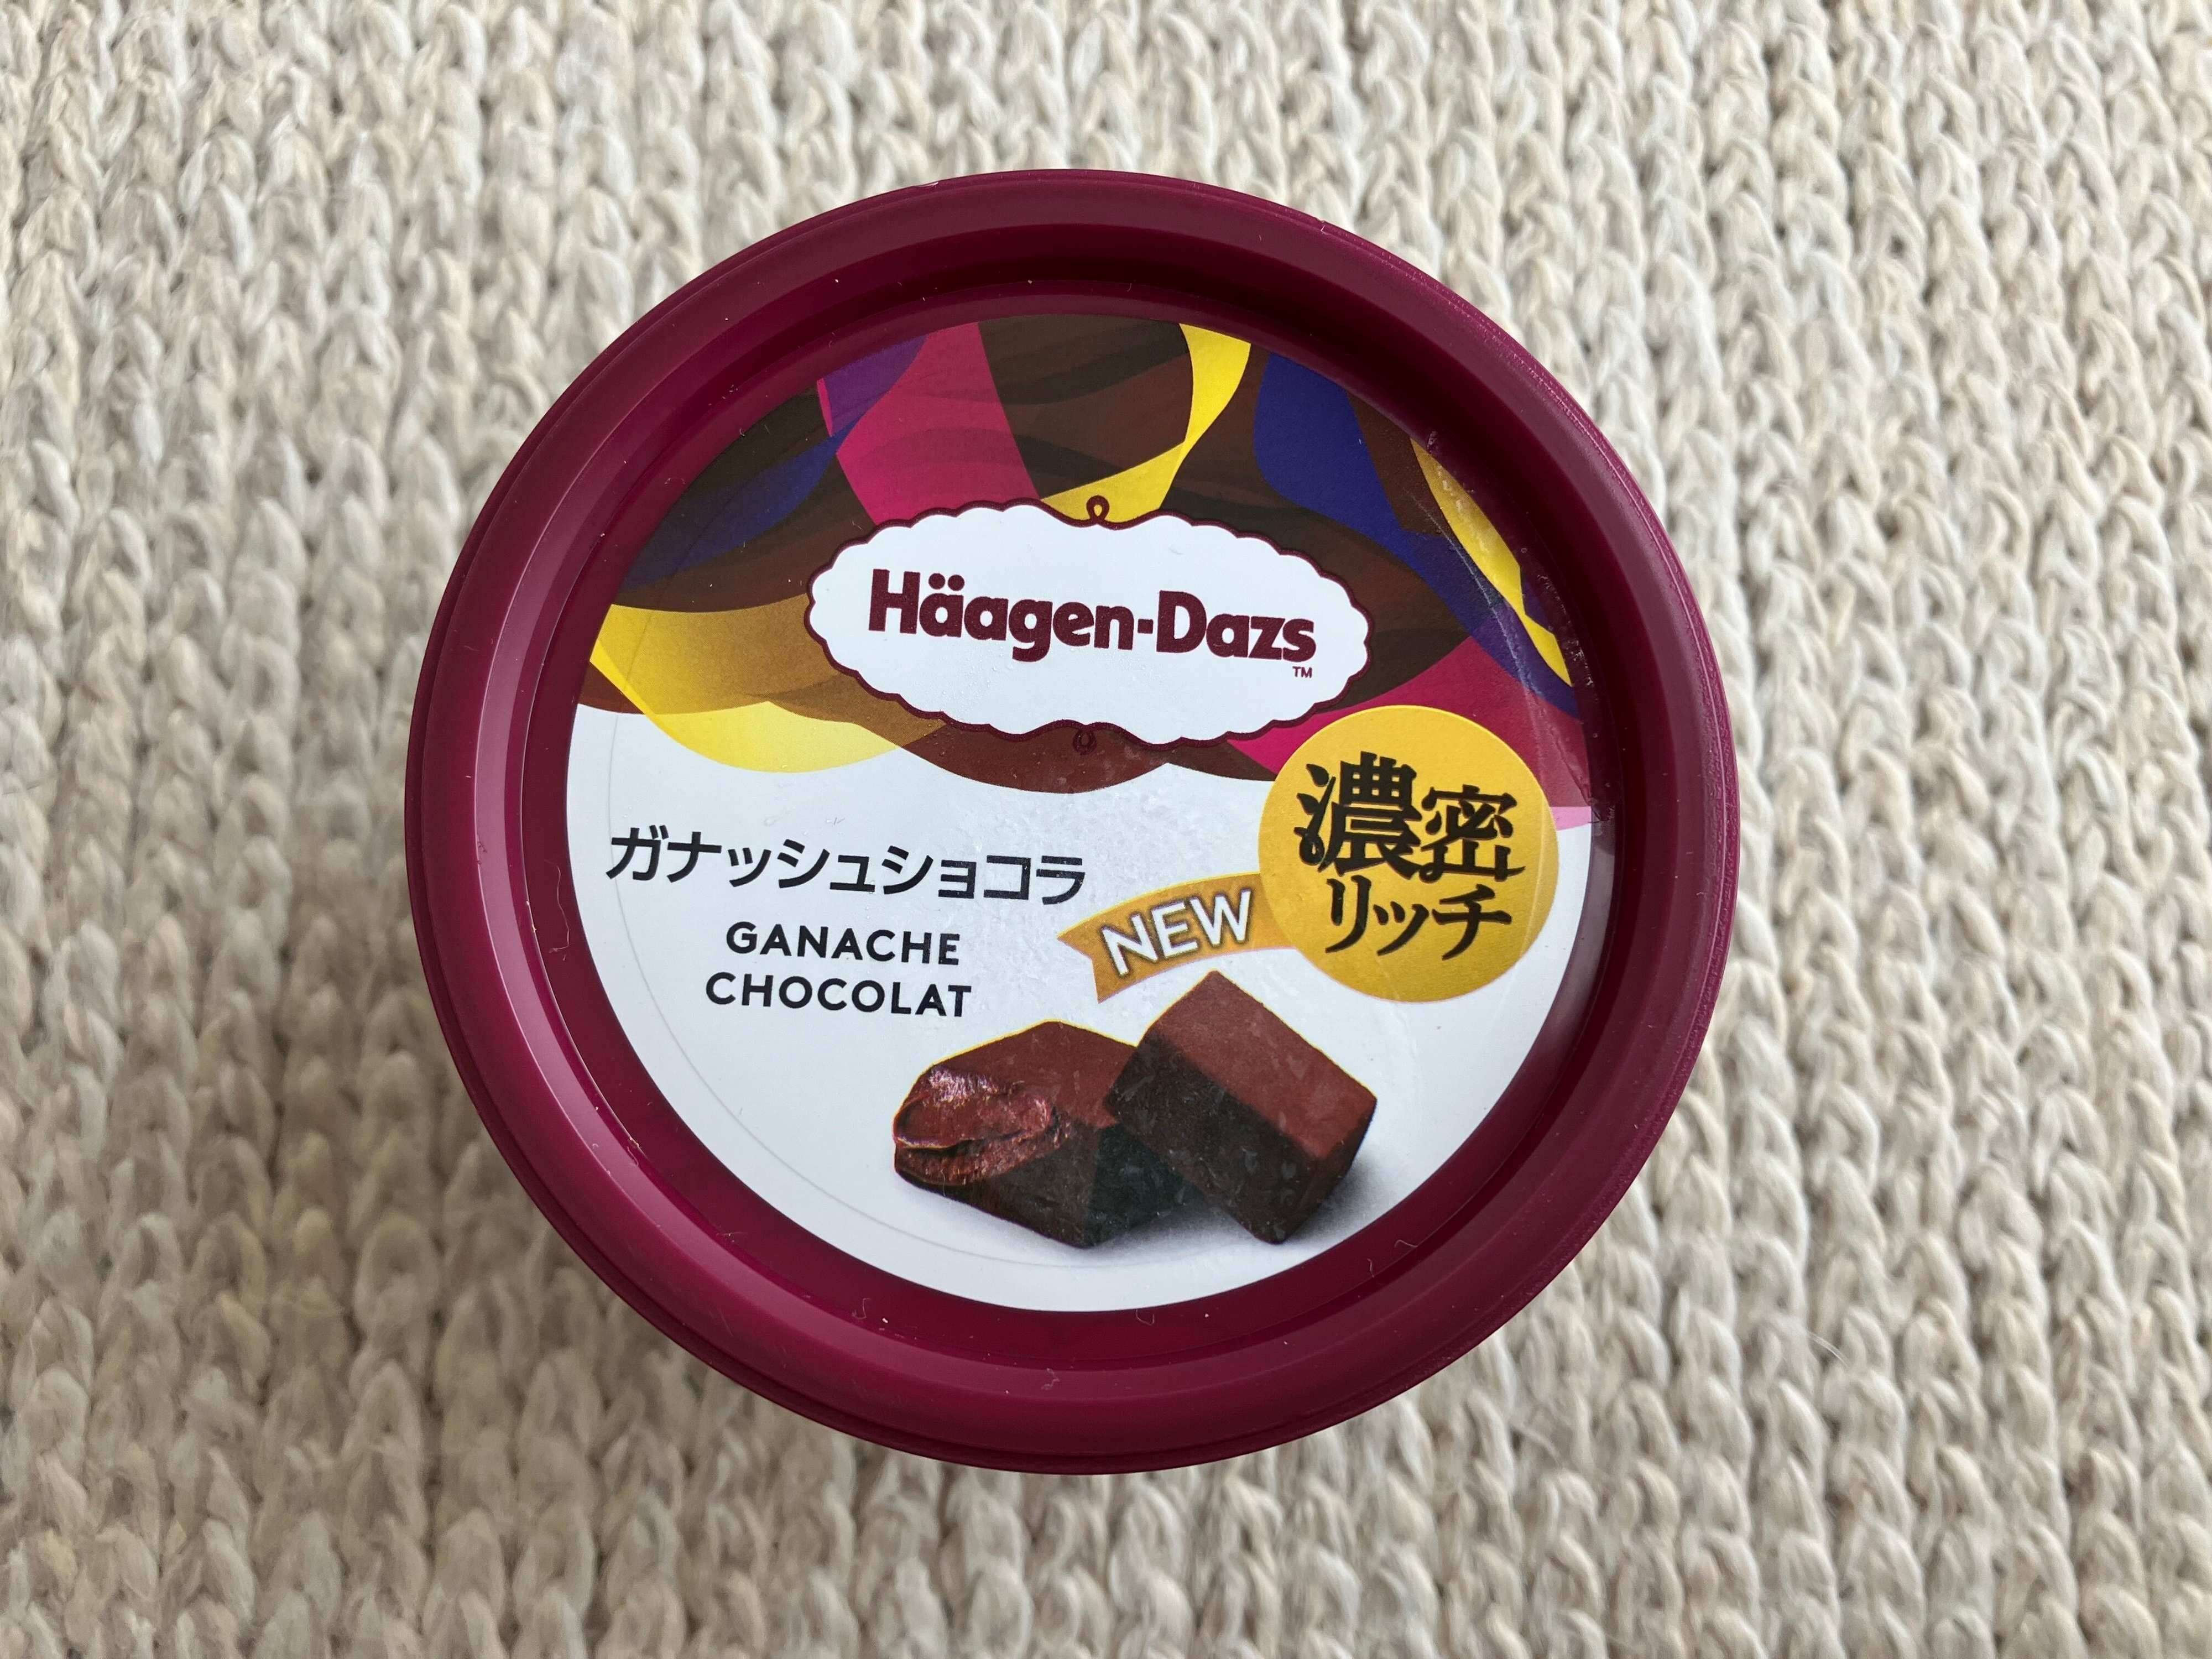 Häagen-Dazs
TM
ガナッシュショコラ
GANACHE
CHOCOLAT
NEW
濃密
リッチ